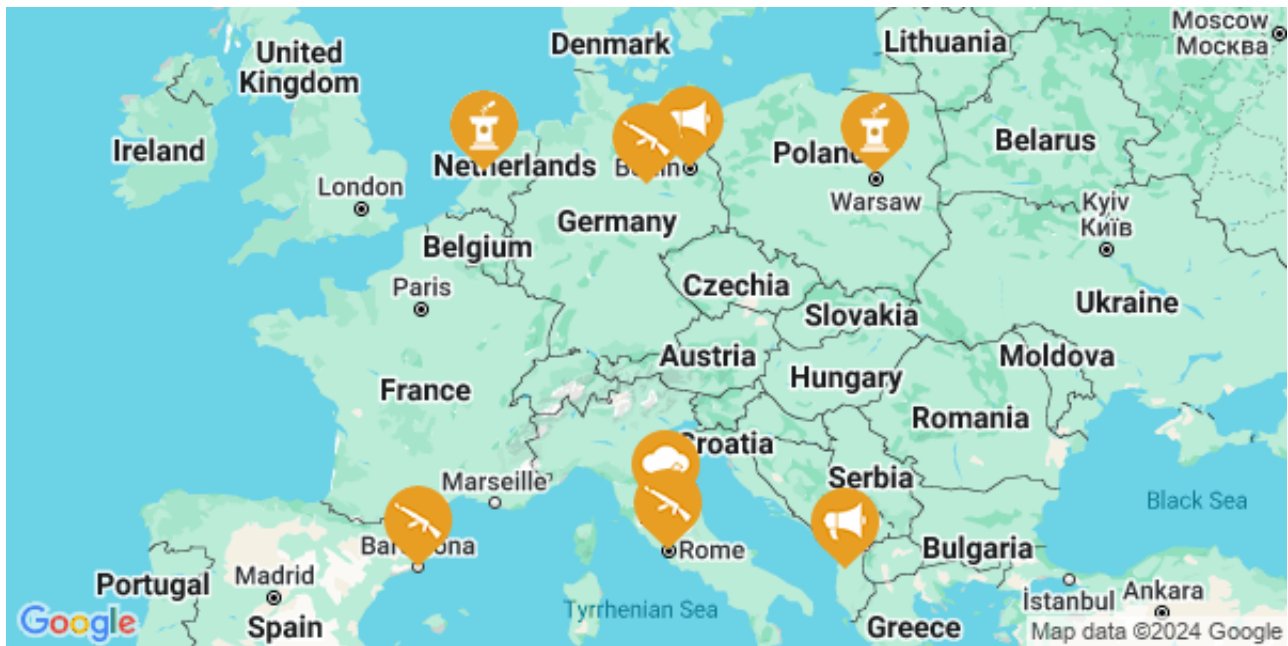 Moscow
Москва
Denmark
Lithuania
United
Kingdom
Ireland
Netherlands
Poland
Belarus
Berlin
London
Warsaw
Kyiv
Київ
Germany
Belgium
Czechia
Paris
Ukraine
Slovakia
Austria
Moldova
Hungary
France
Romania
Croatia
Marseille
Serbia
Black Sea
Barcelona
Rome
Bulgaria
Portugal
Madrid
İstanbul
Ankara
Tyrrhenian Sea
Google
Spain
Greece
Map data ©2024 Google